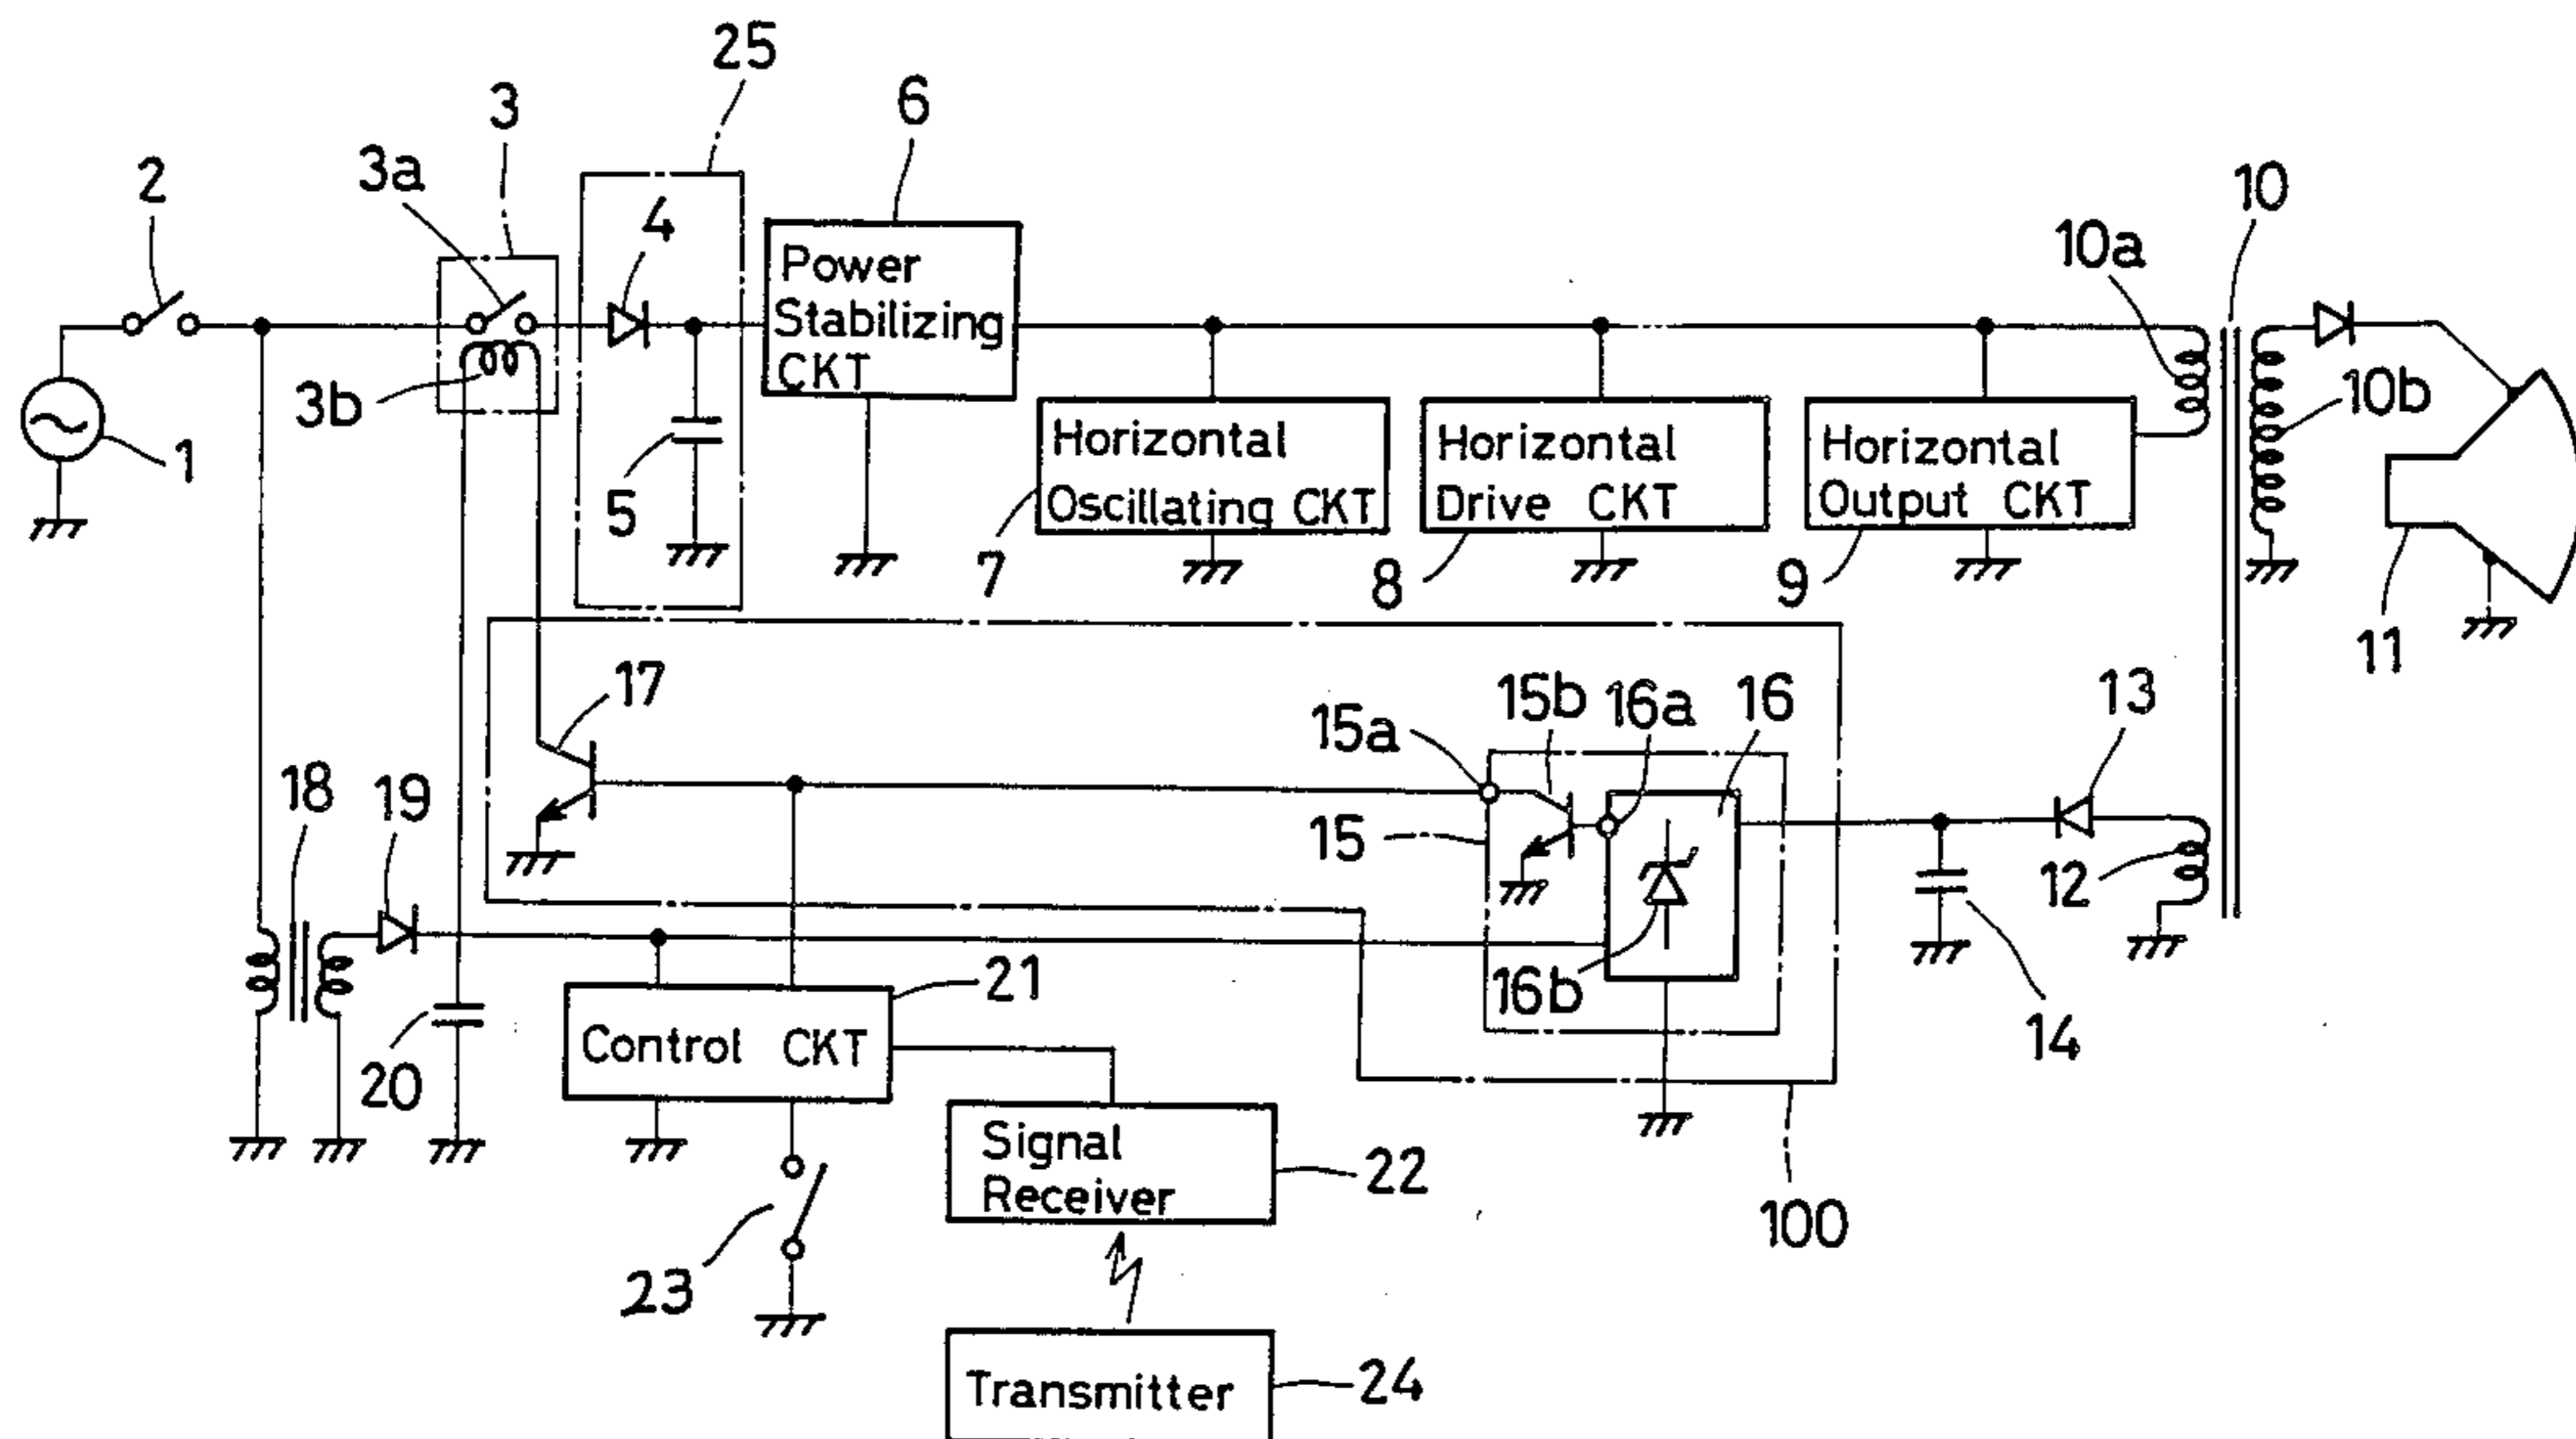 25
3
6
2
3a
4
10
10a
Power
Stabilizing
CKT
3b
10b
1
5
Horizontal
Oscillating CKT
Horizontal
Drive CKT
Horizontal
Output CKT
7
8
9
11
17
15a
15b
16a
16
13
18
19
15
12
16b
21
14
Control CKT
20
Signal
Receiver
22
100
23
Transmitter
24